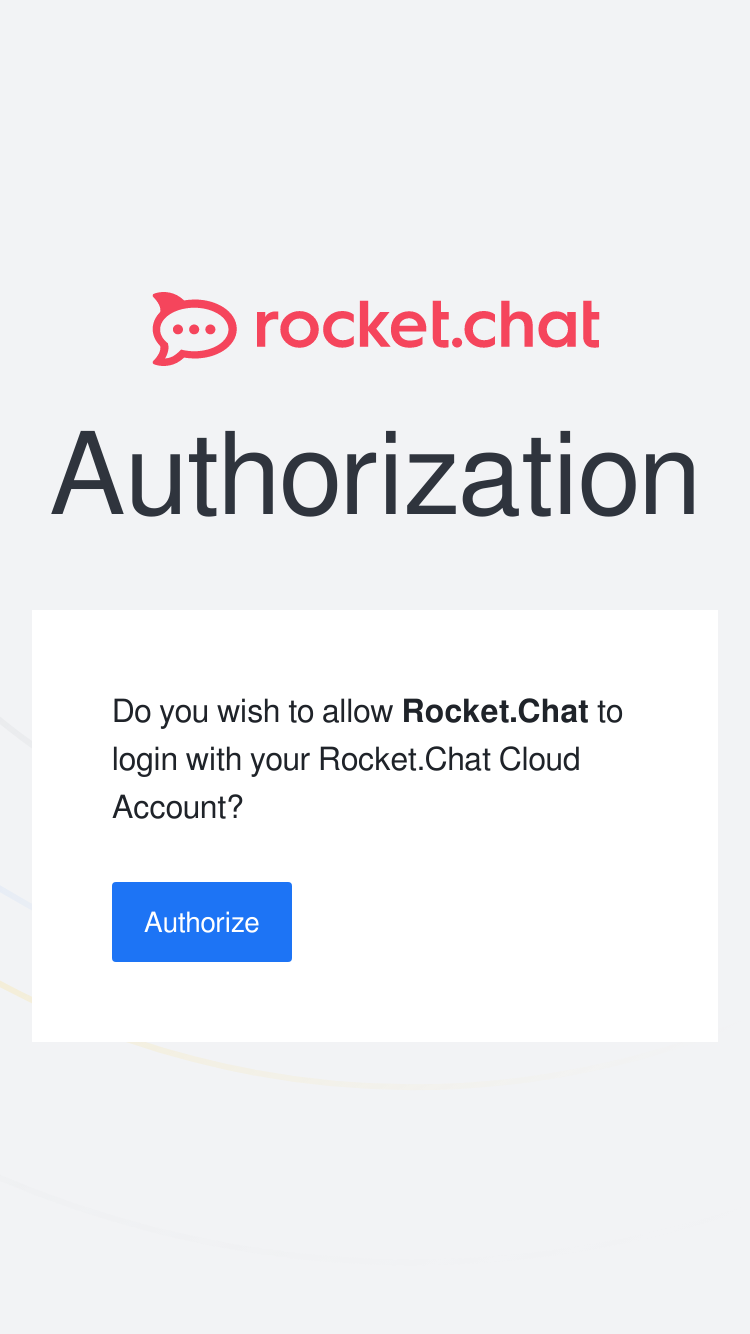 rocket.chat
Authorization
Do you wish to allow Rocket.Chat to
login with your Rocket.Chat Cloud
Account?
Authorize